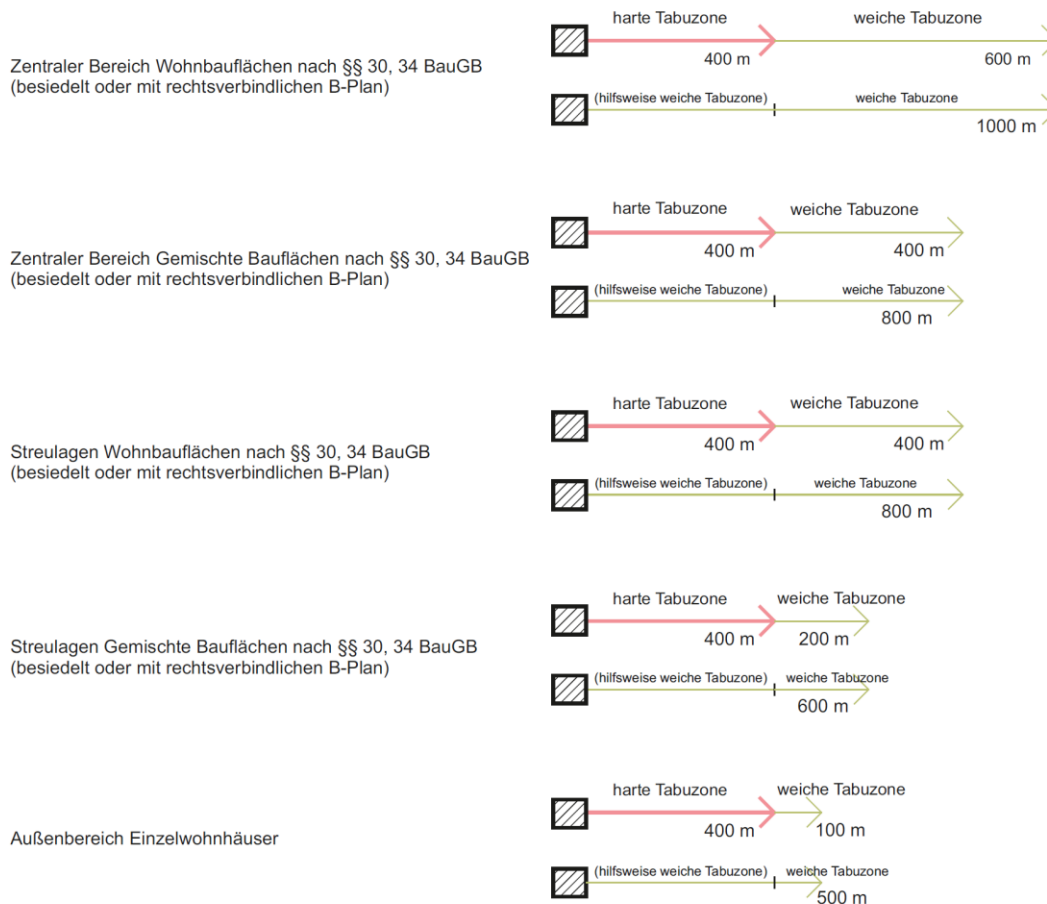 harte Tabuzone weiche Tabuzone
400 m 600 m
Zentraler Bereich Wohnbauflächen nach §§ 30, 34 BauGB
(besiedelt oder mit rechtsverbindlichen B-Plan)
(hilfsweise weiche Tabuzone) weiche Tabuzone
1000 m
harte Tabuzone weiche Tabuzone
400 m 400 m
Zentraler Bereich Gemischte Bauflächen nach §§ 30, 34 BauGB
(besiedelt oder mit rechtsverbindlichen B-Plan)
(hilfsweise weiche Tabuzone) weiche Tabuzone
800 m
harte Tabuzone weiche Tabuzone
400 m 400 m
Streulagen Wohnbauflächen nach §§ 30, 34 BauGB
(besiedelt oder mit rechtsverbindlichen B-Plan)
(hilfsweise weiche Tabuzone) weiche Tabuzone
800 m
harte Tabuzone weiche Tabuzone
400 m 200 m
Streulagen Gemischte Bauflächen nach §§ 30, 34 BauGB
(besiedelt oder mit rechtsverbindlichen B-Plan)
(hilfsweise weiche Tabuzone) weiche Tabuzone
600 m
harte Tabuzone weiche Tabuzone
400 m 100 m
Außenbereich Einzelwohnhäuser
(hilfsweise weiche Tabuzone) weiche Tabuzone
500 m